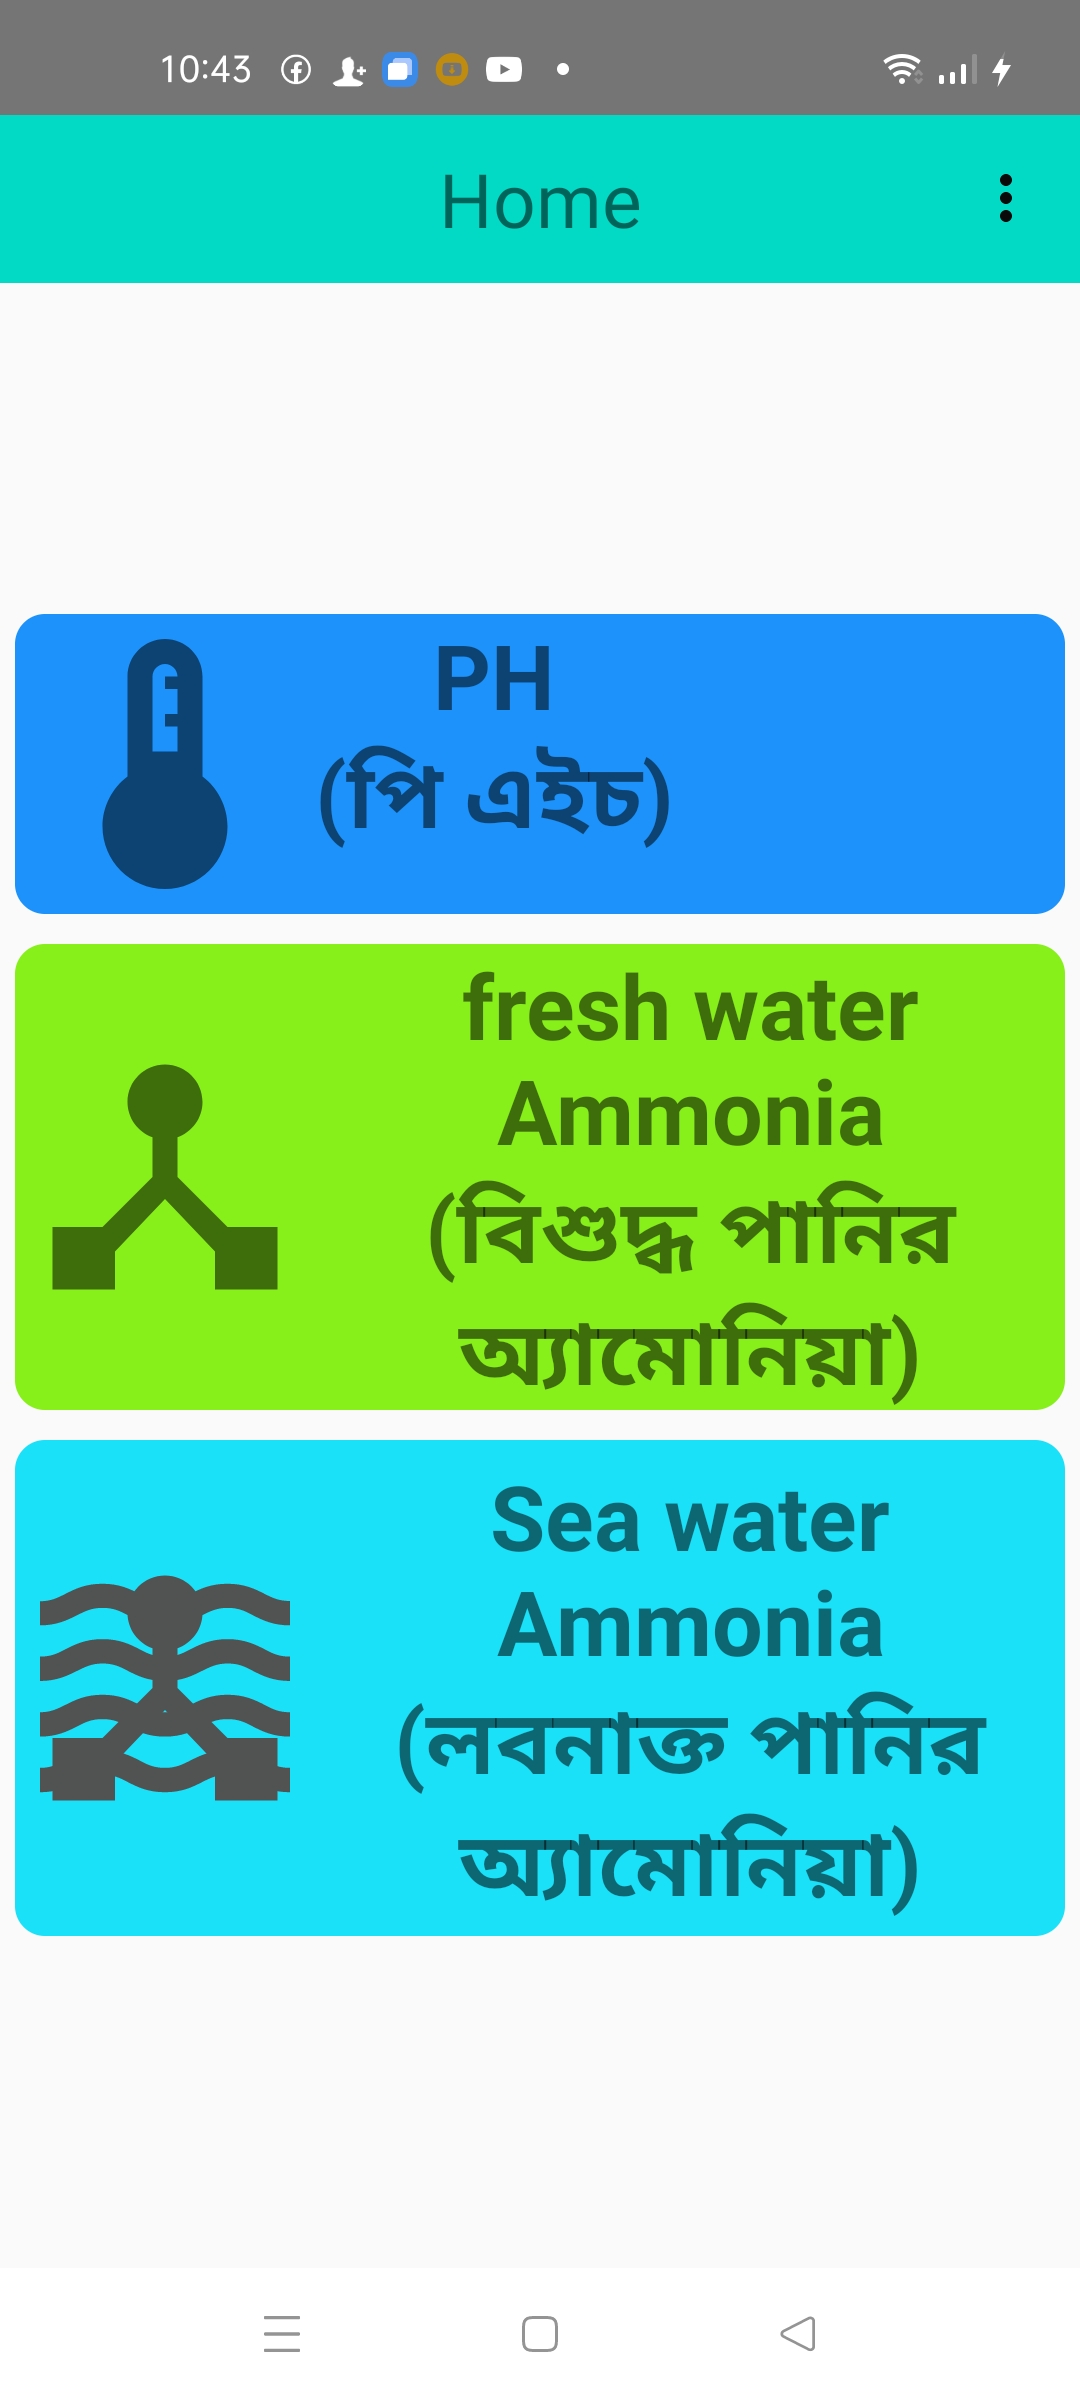 10:43
Home
PH
(পি এইচ)
fresh water
Ammonia
(বিশুদ্ধ পানির
অ্যামোনিয়া)
Sea water
Ammonia
(লবনাক্ত পানির
অ্যামোনিয়া)